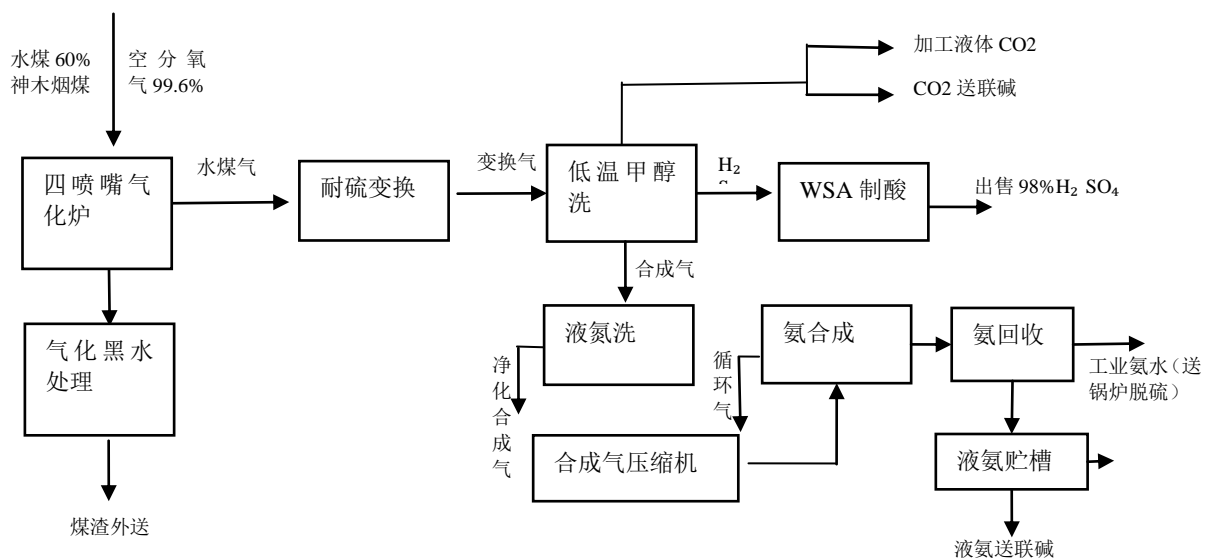 加工液体 CO2
水煤 60%
神木烟煤
空 分 氧
气 99.6%
CO2 送联碱
水煤气
变换气
四喷嘴气
化炉
耐硫变换
低温甲醇
洗
H₂
WSA 制酸
出售 98%H₂ SO₄
合成气
气化黑水
处理
液氮洗
氨合成
氨回收
净化合成气
循环气
工业氨水（送
锅炉脱硫）
合成气压缩机
液氨贮槽
煤渣外送
液氨送联碱